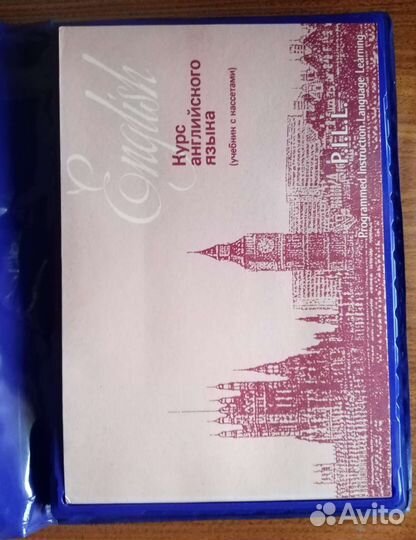 English
Курс
английского
языка
(учебник с кассетами)
P.I.L.L.
Programmed Instruction Language Learning
Avito